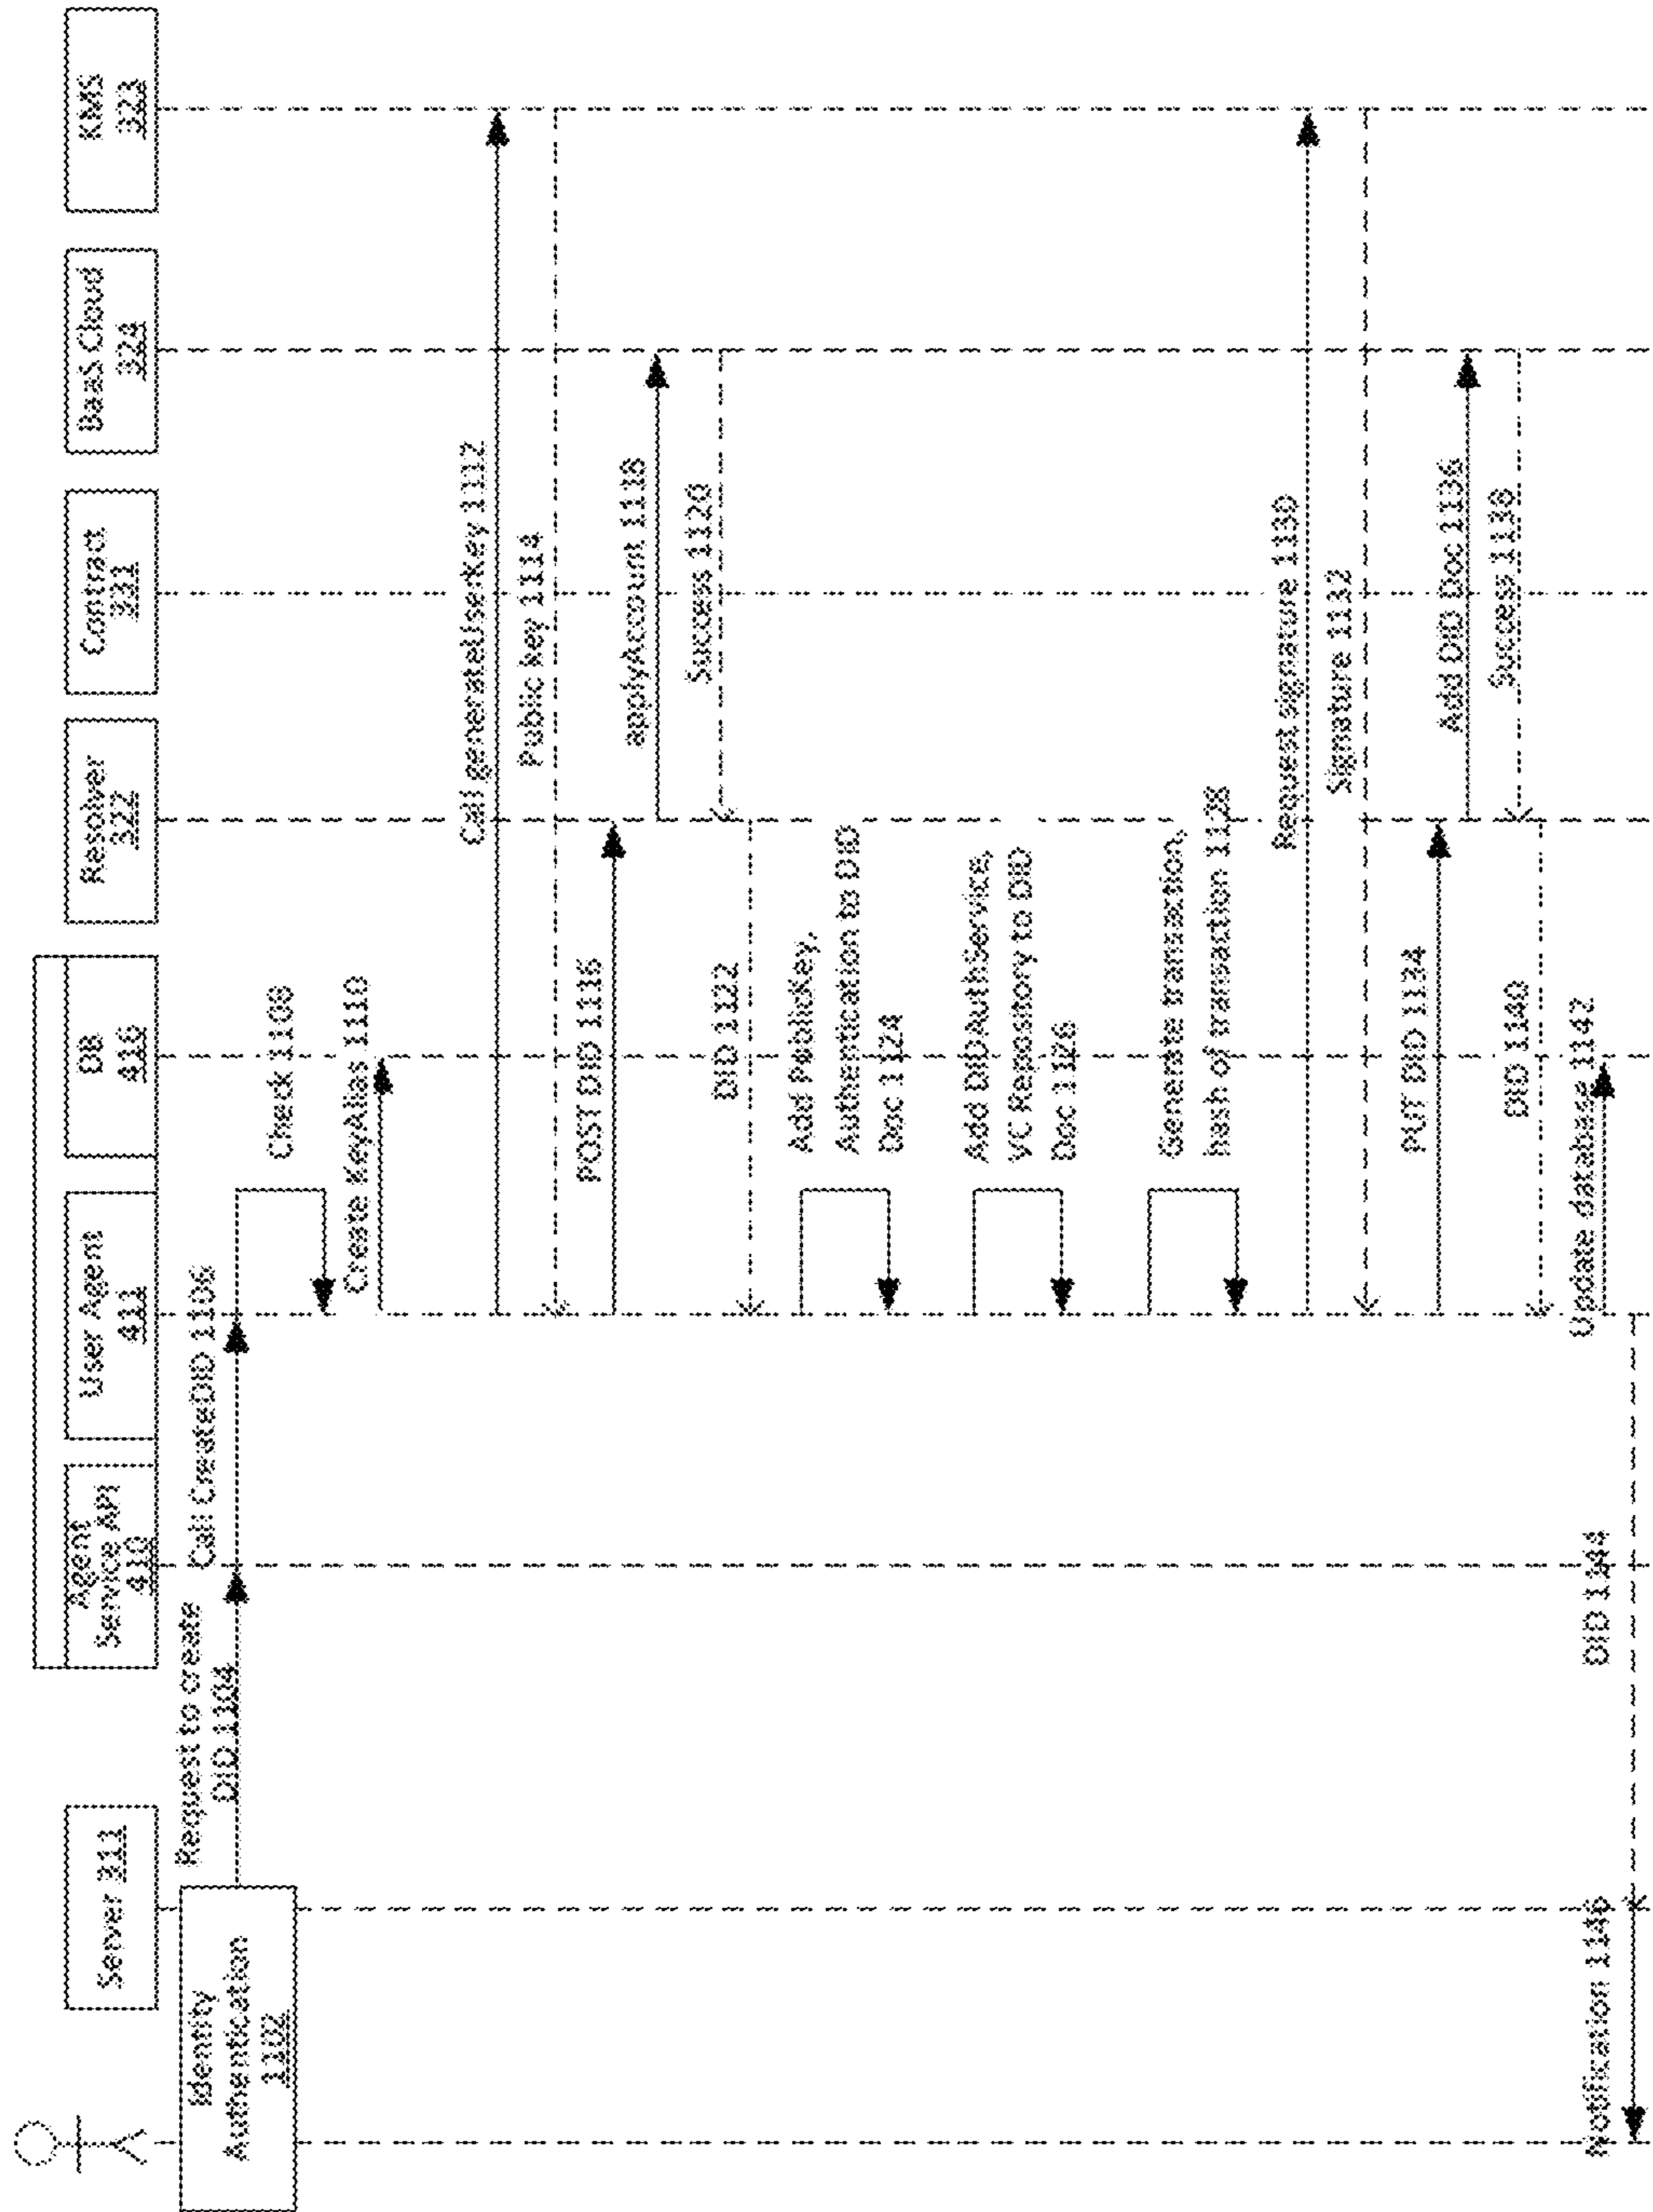 Server 311
Agent
Service API
410
User Agent
411
DB
416
Resolver
322
Contract
331
BaaS Cloud
324
KMS
323
Identity
Authentication
1102
Request to create
DID 1104
Call CreateDID 1106
Check 1108
Create KeyAlias 1110
Call generateUserKey 1112
Public key 1114
POST DID 1116
applyAccount 1118
Success 1120
DID 1122
Add PublicKey,
Authentication to DID
Doc 1124
Add DIDAuthService,
VC Repository to DID
Doc 1126
Generate transaction,
hash of transaction 1128
Request signature 1130
Signature 1132
PUT DID 1134
Add DID Doc 1136
Success 1138
DID 1140
Update database 1142
DID 1144
Notification 1146